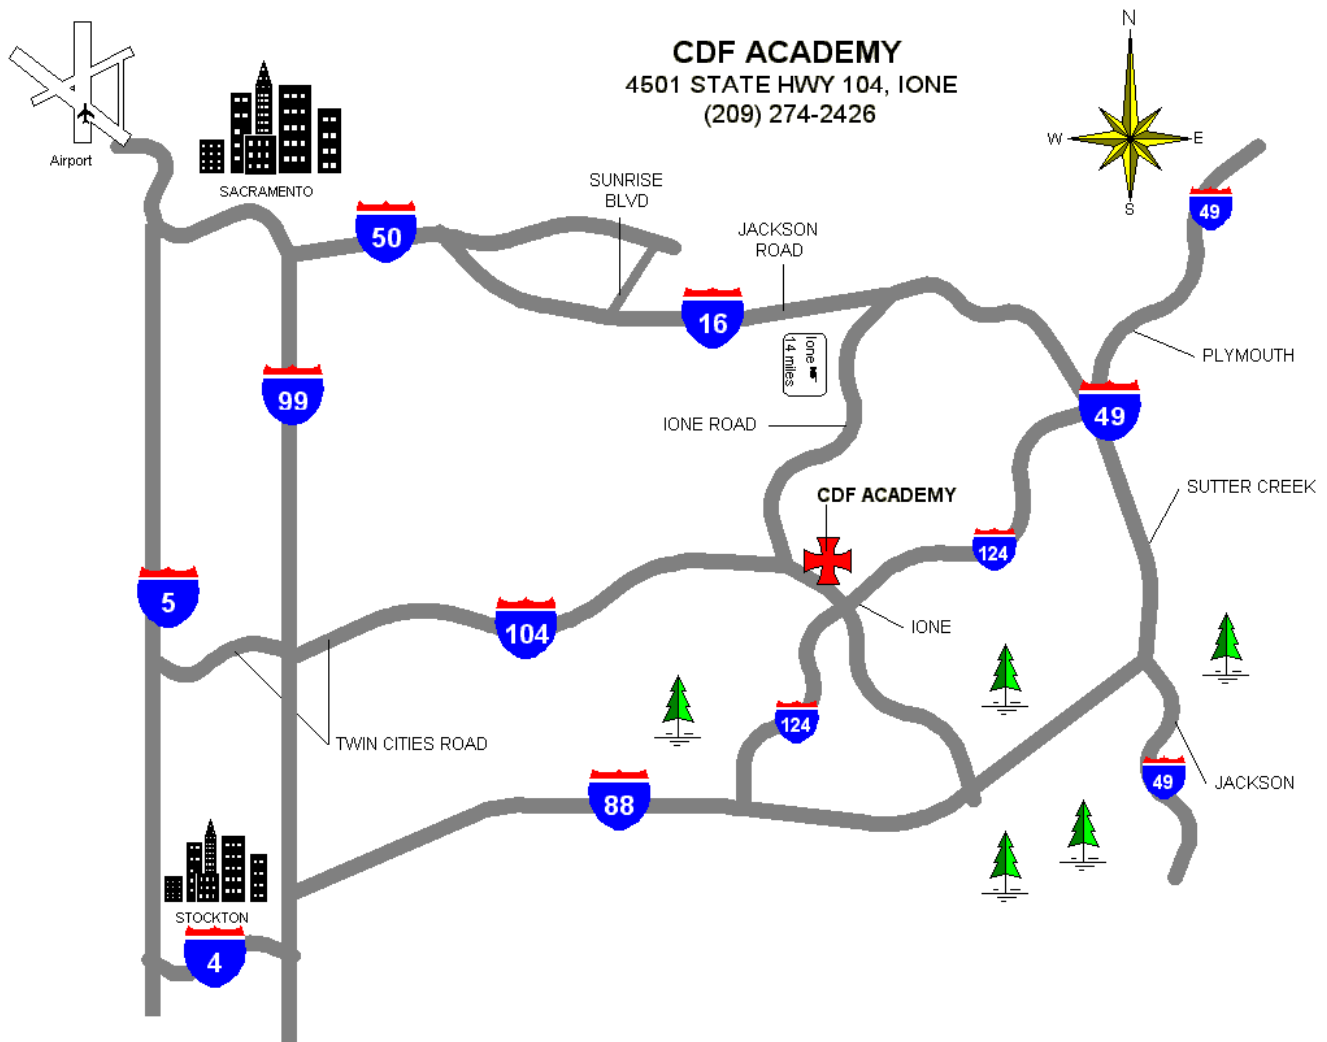 CDF ACADEMY
4501 STATE HWY 104, IONE
(209) 274-2426
N
W
E
S
Airport
SACRAMENTO
SUNRISE
BLVD
JACKSON
ROAD
49
50
16
Ione
14 miles
PLYMOUTH
99
49
IONE ROAD
CDF ACADEMY
SUTTER CREEK
124
5
104
IONE
124
TWIN CITIES ROAD
49
JACKSON
88
STOCKTON
4